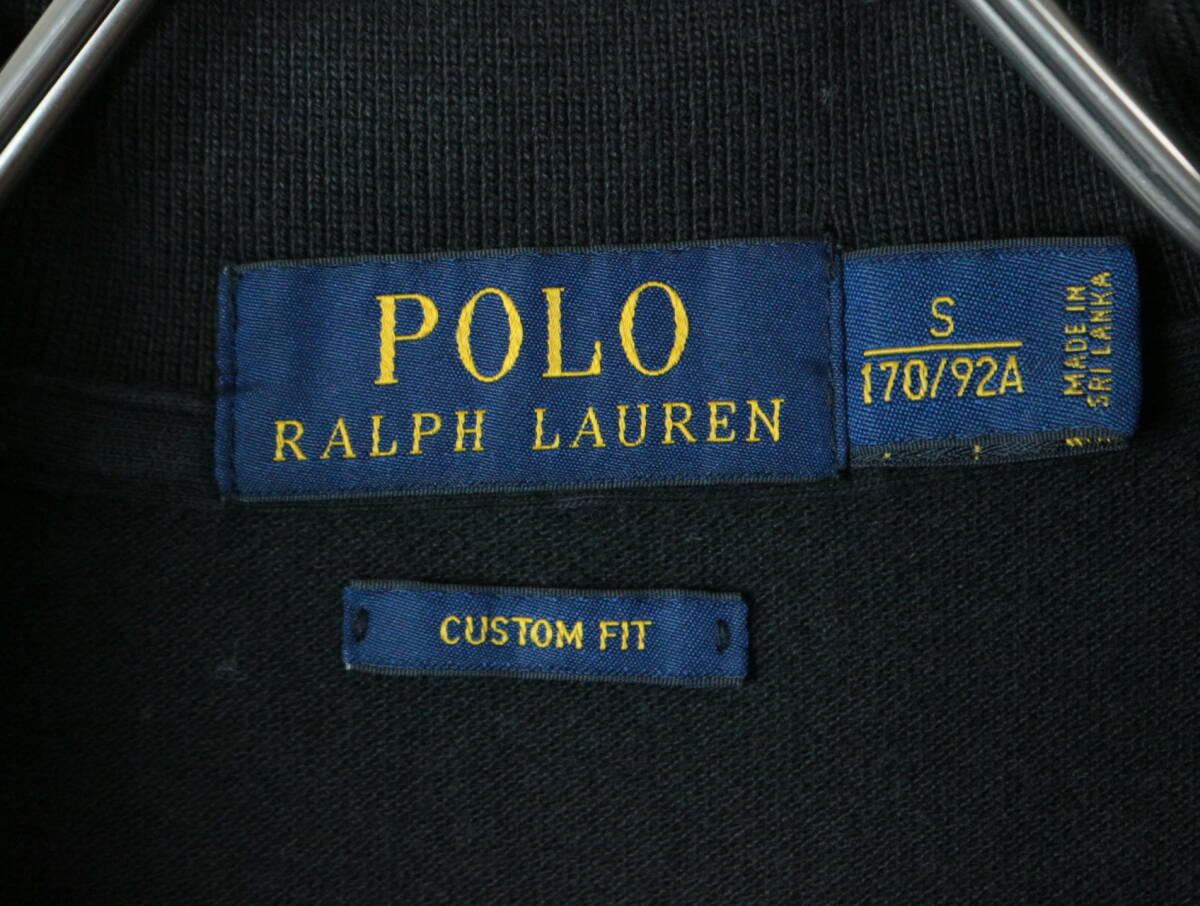 POLO
RALPH LAUREN
S
170/92A
MADE IN
SRI LANKA
CUSTOM FIT